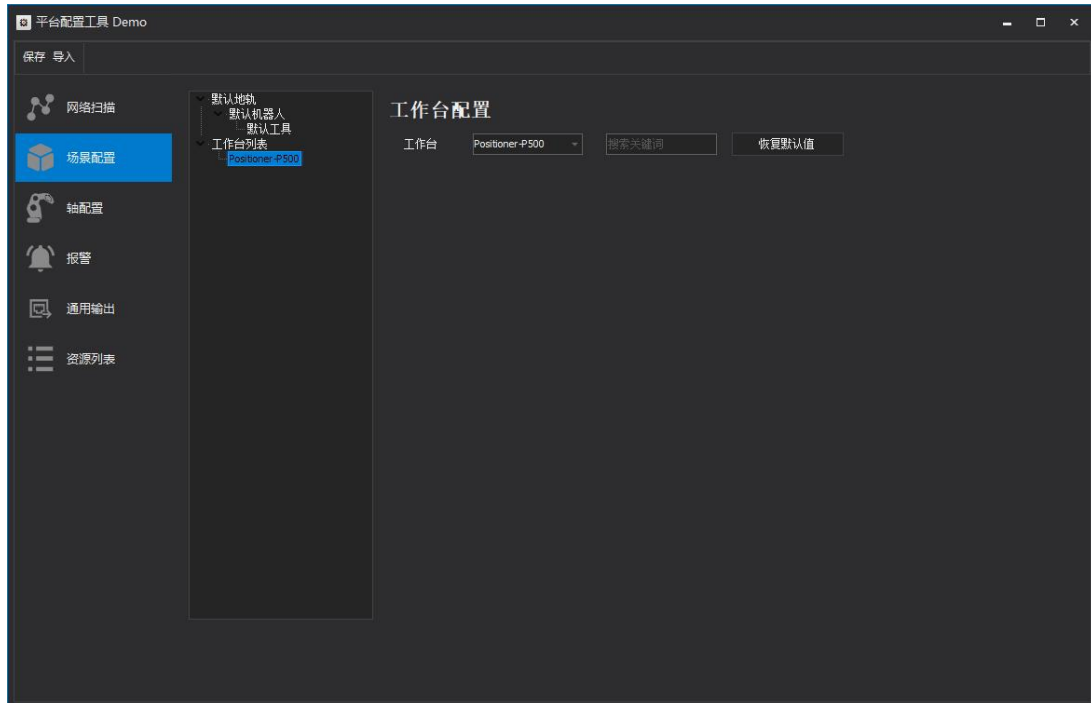 平台配置工具 Demo
保存 导入
网络扫描
场景配置
轴配置
报警
通用输出
资源列表
默认地轨
默认机器人
默认工具
工作台列表
Positioner-P500
工作台配置
工作台 Positioner-P500 搜索关键词 恢复默认值